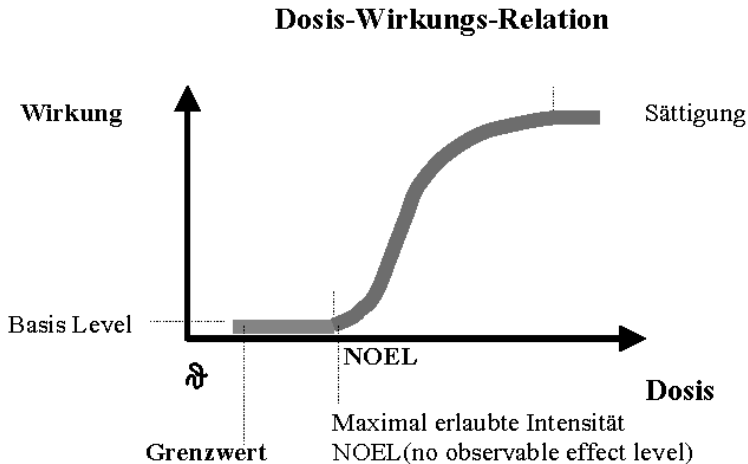 Dosis-Wirkungs-Relation
Wirkung
Sättigung
Basis Level
NOEL
Dosis
Maximal erlaubte Intensität
Grenzwert
NOEL(no observable effect level)